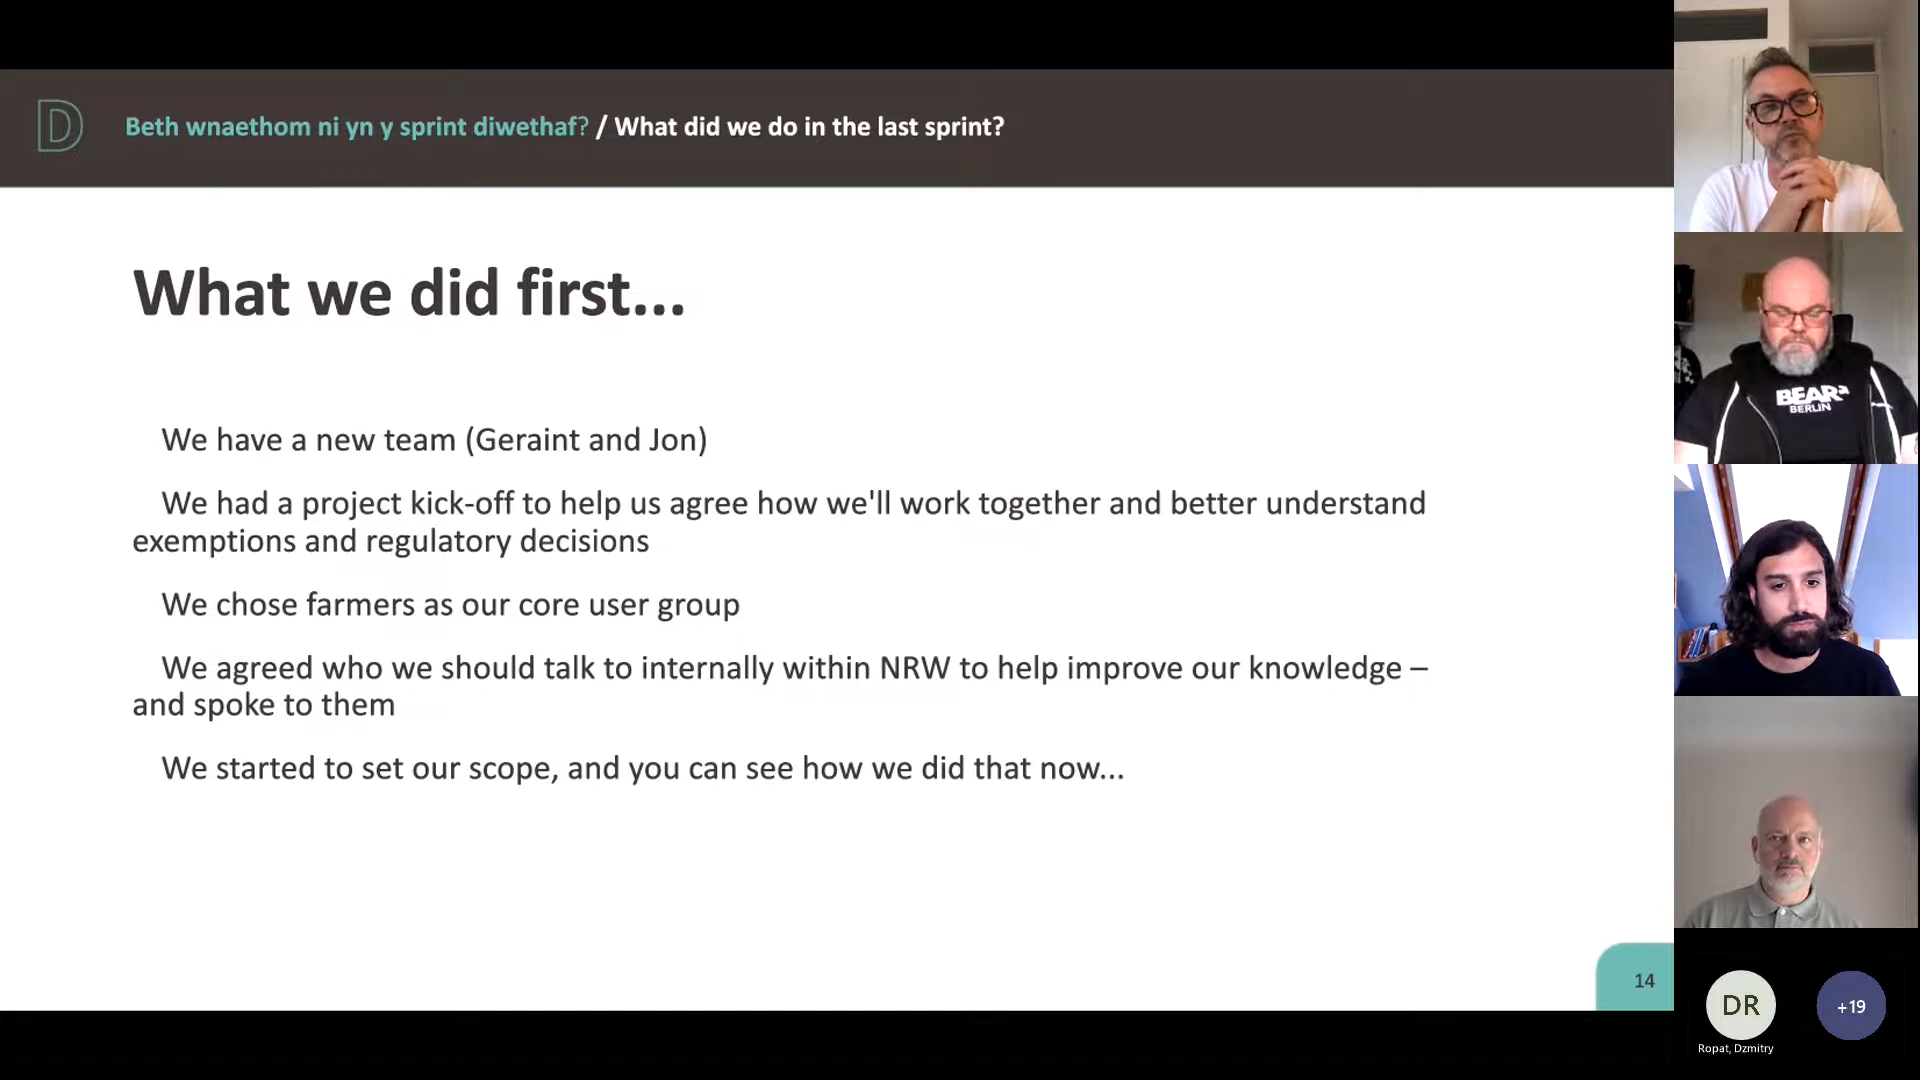 D
Beth wnaethom ni yn y sprint diwethaf? / What did we do in the last sprint?
What we did first...
We have a new team (Geraint and Jon)
We had a project kick-off to help us agree how we'll work together and better understand
exemptions and regulatory decisions
We chose farmers as our core user group
We agreed who we should talk to internally within NRW to help improve our knowledge –
and spoke to them
We started to set our scope, and you can see how we did that now...
14
BEAR
BERLIN
DR
+19
Ropat, Dzmitry